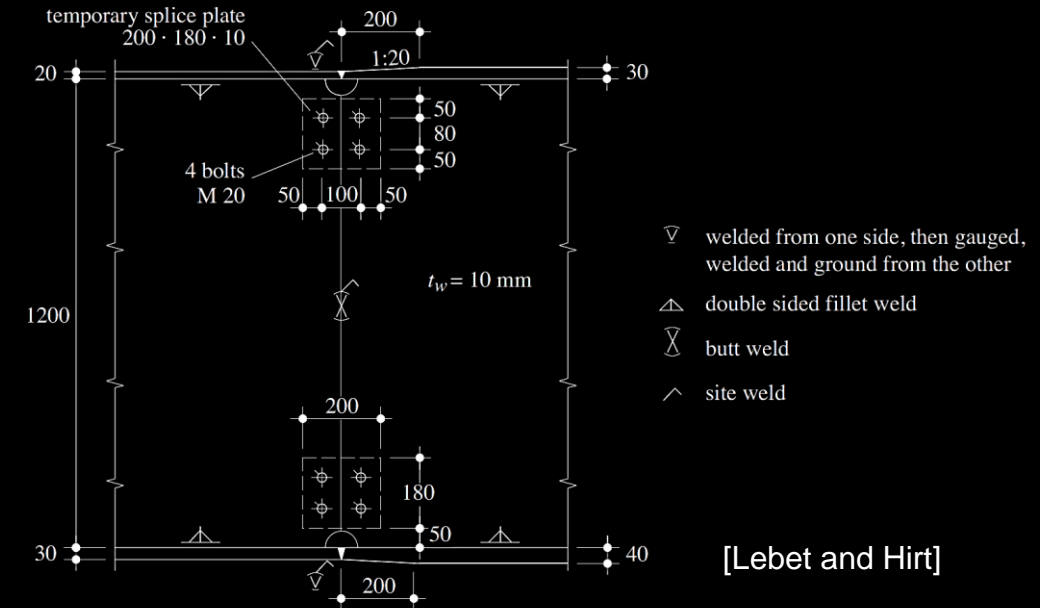 temporary splice plate
200 · 180 · 10
200
1:20
20
30
50
80
50
4 bolts
M 20
50 100 50
t_w = 10 mm
welded from one side, then gauged,
welded and ground from the other
double sided fillet weld
butt weld
site weld
1200
200
180
50
30
40
200
[Lebet and Hirt]